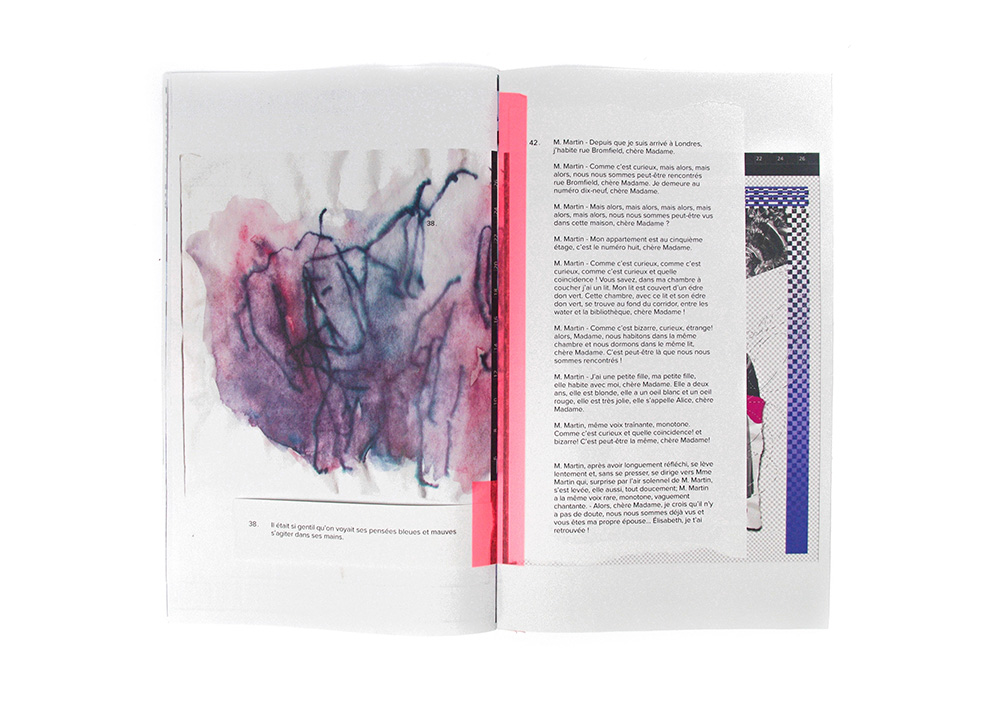 38.
38. Il était si gentil qu'on voyait ses pensées bleues et mauves
s'agiter dans ses mains.
42. M. Martin - Depuis que je suis arrivé à Londres,
j'habite rue Bromfield, chère Madame.
M. Martin - Comme c'est curieux, mais alors, mais
alors, nous nous sommes peut-être rencontrés
rue Bromfield, chère Madame. Je demeure au
numéro dix-neuf, chère Madame.
M. Martin - Mais alors, mais alors, mais alors, mais
alors, mais alors, nous nous sommes peut-être vus
dans cette maison, chère Madame ?
M. Martin - Mon appartement est au cinquième
étage, c'est le numéro huit, chère Madame.
M. Martin - Comme c'est curieux, comme c'est
curieux, comme c'est curieux et quelle
coïncidence ! Vous savez, dans ma chambre à
coucher j'ai un lit. Mon lit est couvert d'un édre
don vert. Cette chambre, avec ce lit et son édre
don vert, se trouve au fond du corridor, entre les
water et la bibliothèque, chère Madame !
M. Martin - Comme c'est bizarre, curieux, étrange!
alors, Madame, nous habitons dans la même
chambre et nous dormons dans le même lit,
chère Madame. C'est peut-être là que nous nous
sommes rencontrés !
M. Martin - J'ai une petite fille, ma petite fille,
elle habite avec moi, chère Madame. Elle a deux
ans, elle est blonde, elle a un oeil blanc et un oeil
rouge, elle est très jolie, elle s'appelle Alice, chère
Madame.
M. Martin, même voix traînante, monotone.
Comme c'est curieux et quelle coïncidence! et
bizarre! C'est peut-être la même, chère Madame!
M. Martin, après avoir longuement réfléchi, se lève
lentement et, sans se presser, se dirige vers Mme
Martin qui, surprise par l'air solennel de M. Martin,
s'est levée, elle aussi, tout doucement; M. Martin
a la même voix rare, monotone, vaguement
chantante. - Alors, chère Madame, je crois qu'il n'y
a pas de doute, nous nous sommes déjà vus et
vous êtes ma propre épouse... Élisabeth, je t'ai
retrouvée !
22 24 26